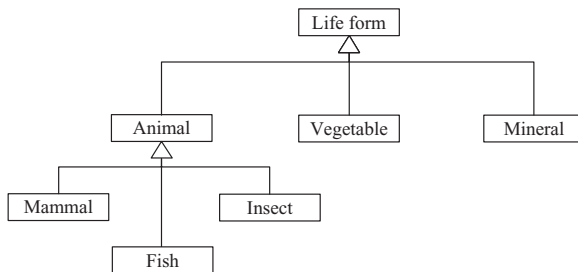 Life form
Animal
Vegetable
Mineral
Mammal
Insect
Fish